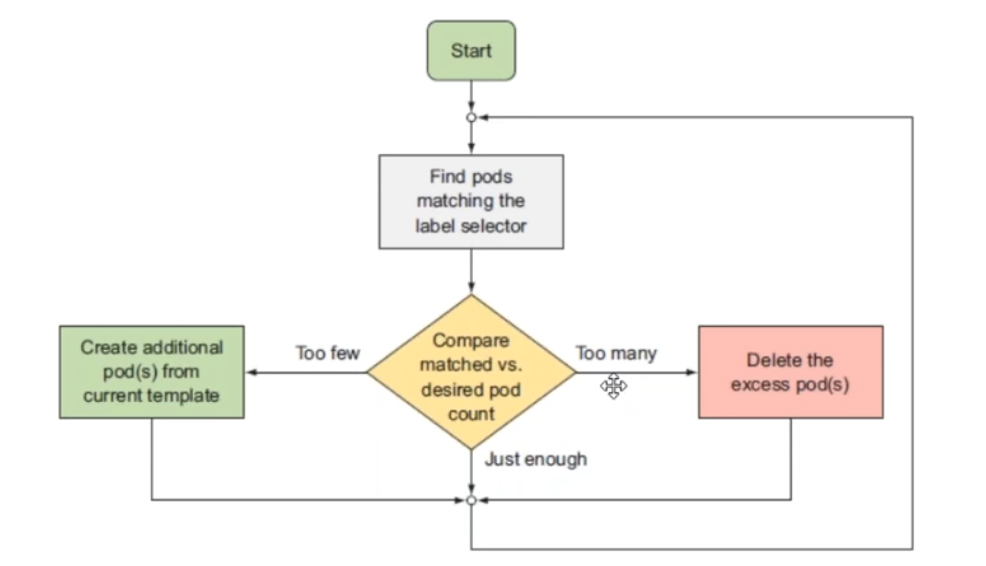 Start
Find pods
matching the
label selector
Compare
matched vs.
desired pod
count
Too few
Too many
Create additional
pod(s) from
current template
Delete the
excess pod(s)
Just enough